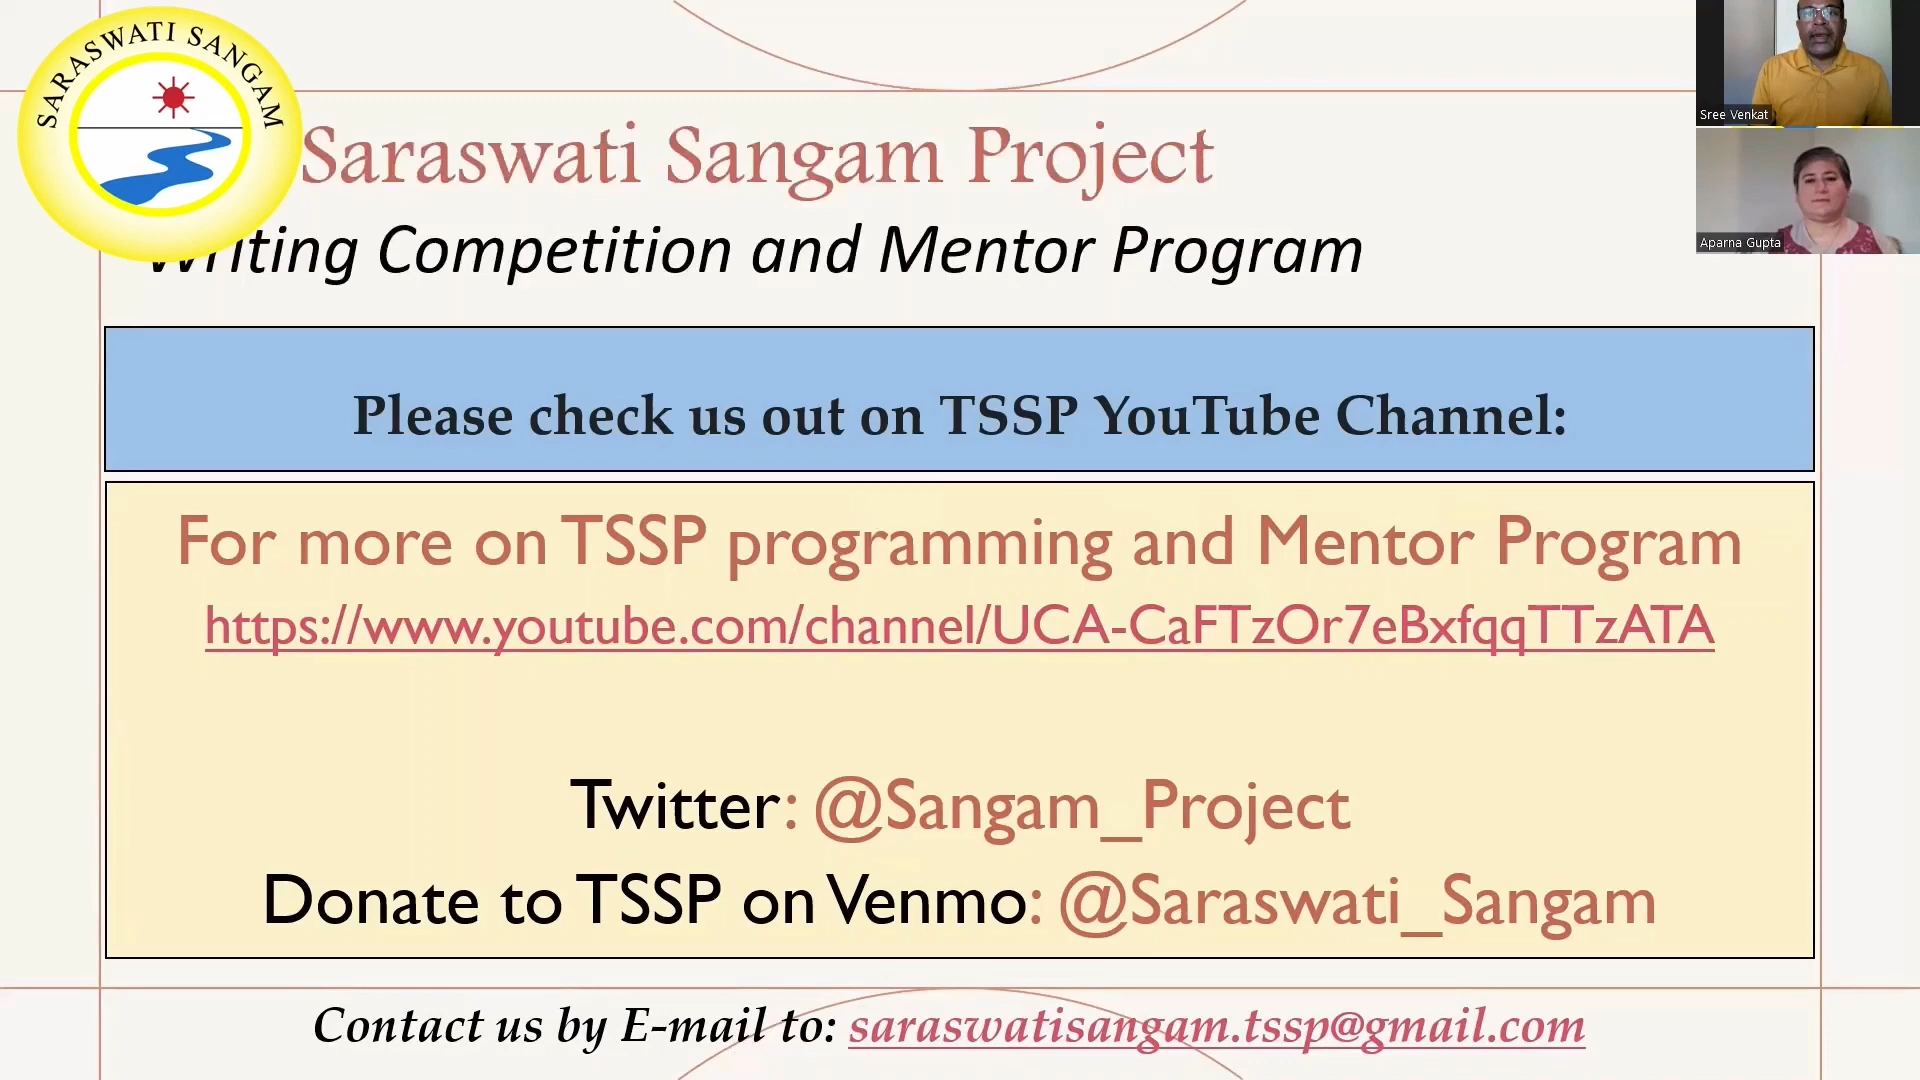 SARASWATI SANGAM
Saraswati Sangam Project
Writing Competition and Mentor Program
Sree Venkat
Aparna Gupta
Please check us out on TSSP YouTube Channel:
For more on TSSP programming and Mentor Program
https://www.youtube.com/channel/UCA-CaFTzOr7eBxfqqTTzATA
Twitter: @Sangam_Project
Donate to TSSP on Venmo: @Saraswati_Sangam
Contact us by E-mail to: saraswatisangam.tssp@gmail.com